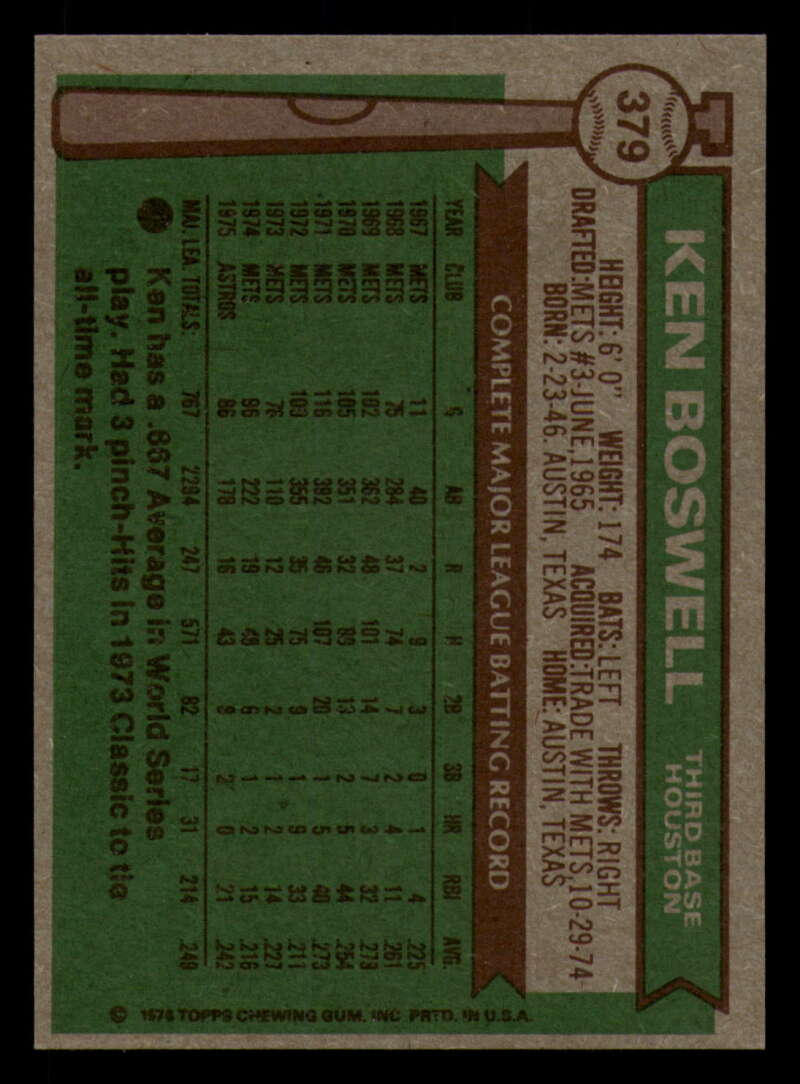 379
KEN BOSWELL
THIRD BASE
HOUSTON
HEIGHT: 6' 0" WEIGHT: 174 BATS: LEFT THROWS: RIGHT
DRAFTED: METS #3-JUNE, 1965 ACQUIRED: TRADE WITH METS, 10-29-74
BORN: 2-23-46. AUSTIN, TEXAS HOME: AUSTIN, TEXAS
COMPLETE MAJOR LEAGUE BATTING RECORD
YEAR CLUB G AB R H 2B 3B HR RBI AVG.
1967 METS 11 40 2 9 3 0 1 4 .225
1968 METS 75 284 37 74 7 2 4 11 .261
1969 METS 102 362 48 101 14 7 3 32 .279
1970 METS 105 351 32 89 13 2 5 44 .254
1971 METS 116 392 46 107 20 1 5 40 .273
1972 METS 100 355 35 75 9 1 9 33 .211
1973 METS 76 110 12 25 2 1 2 14 .227
1974 METS 96 222 19 48 6 1 2 15 .216
1975 ASTROS 86 178 16 43 8 2 0 21 .242
MAJ. LEA. TOTALS: 767 2294 247 571 82 17 31 214 .249
Ken has a .667 Average in World Series
play. Had 3 pinch-Hits in 1973 Classic to tie
all-time mark.
© 1976 TOPPS CHEWING GUM, INC. PRTD. IN U.S.A.